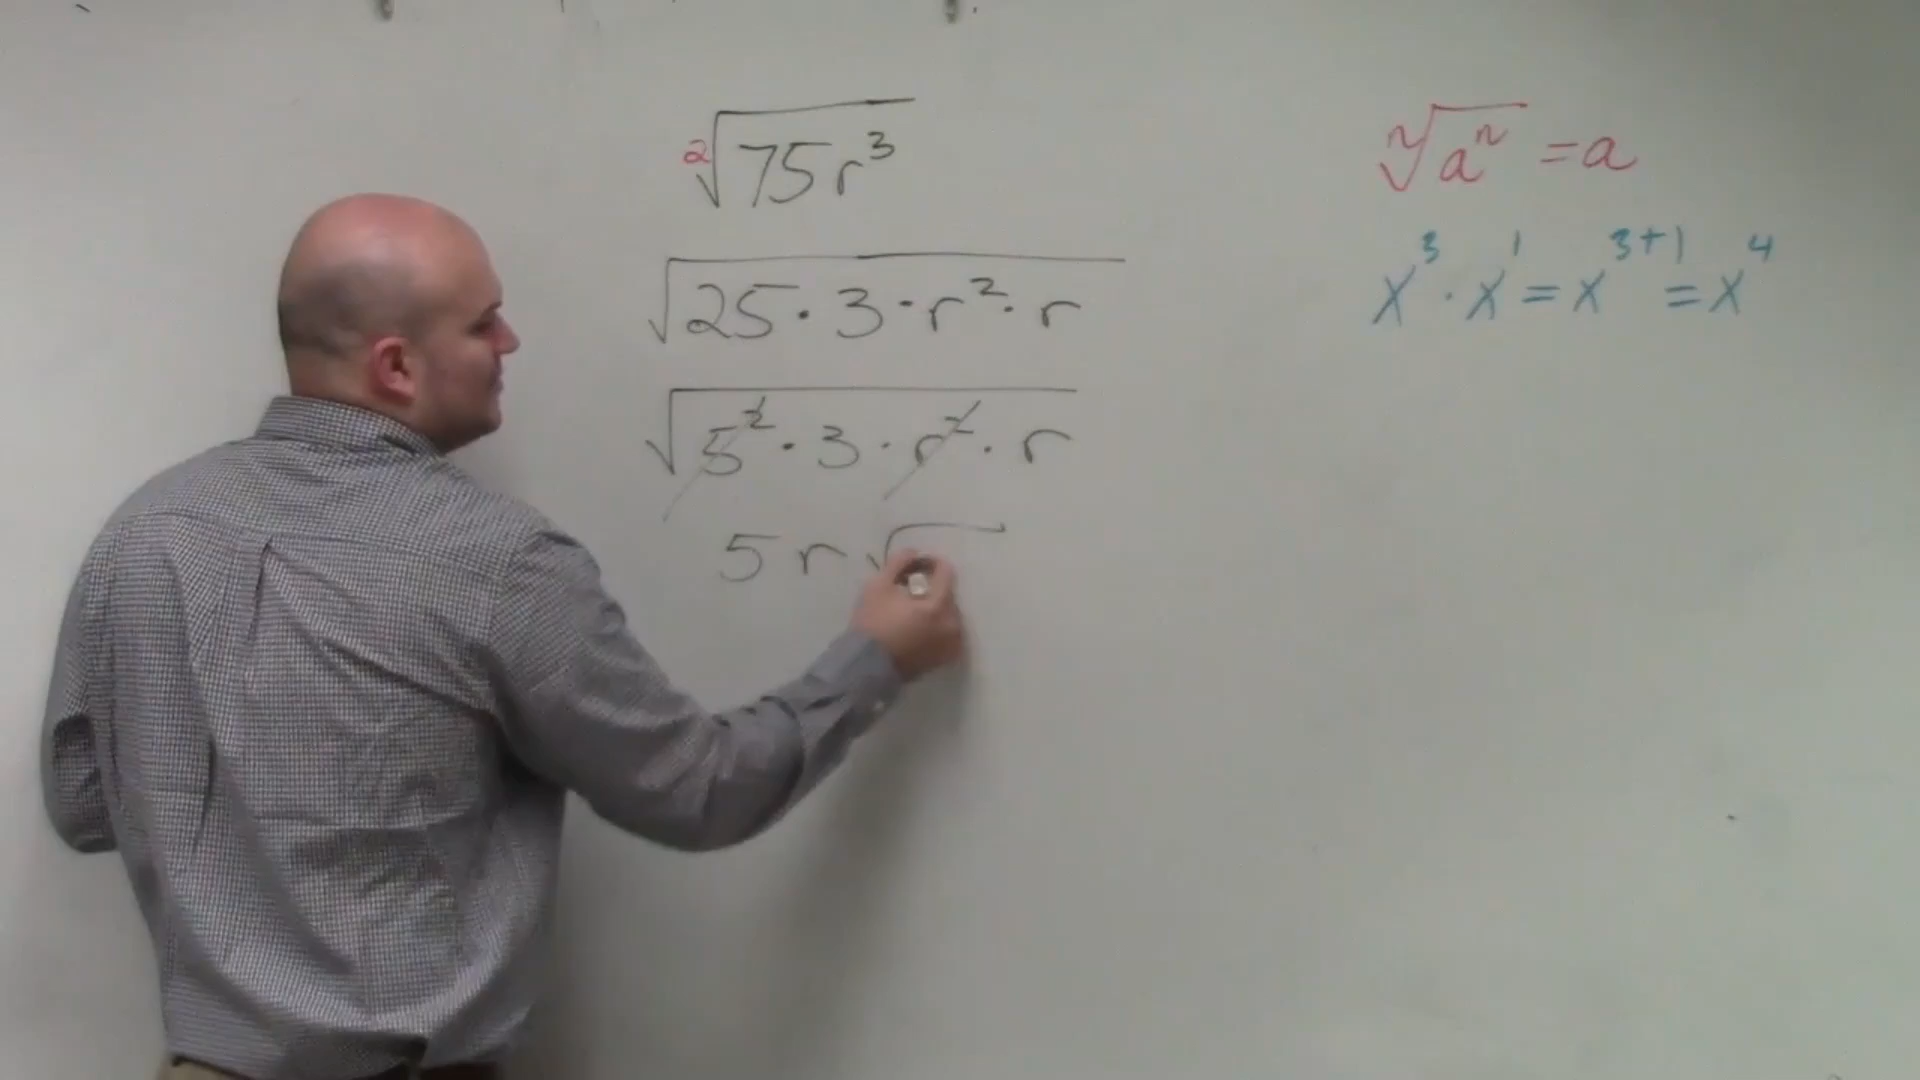 ²√75r³
√25·3·r²·r
√5²·3·r²·r
5r√
ⁿ√aⁿ = a
x³·x¹ = x³⁺¹ = x⁴